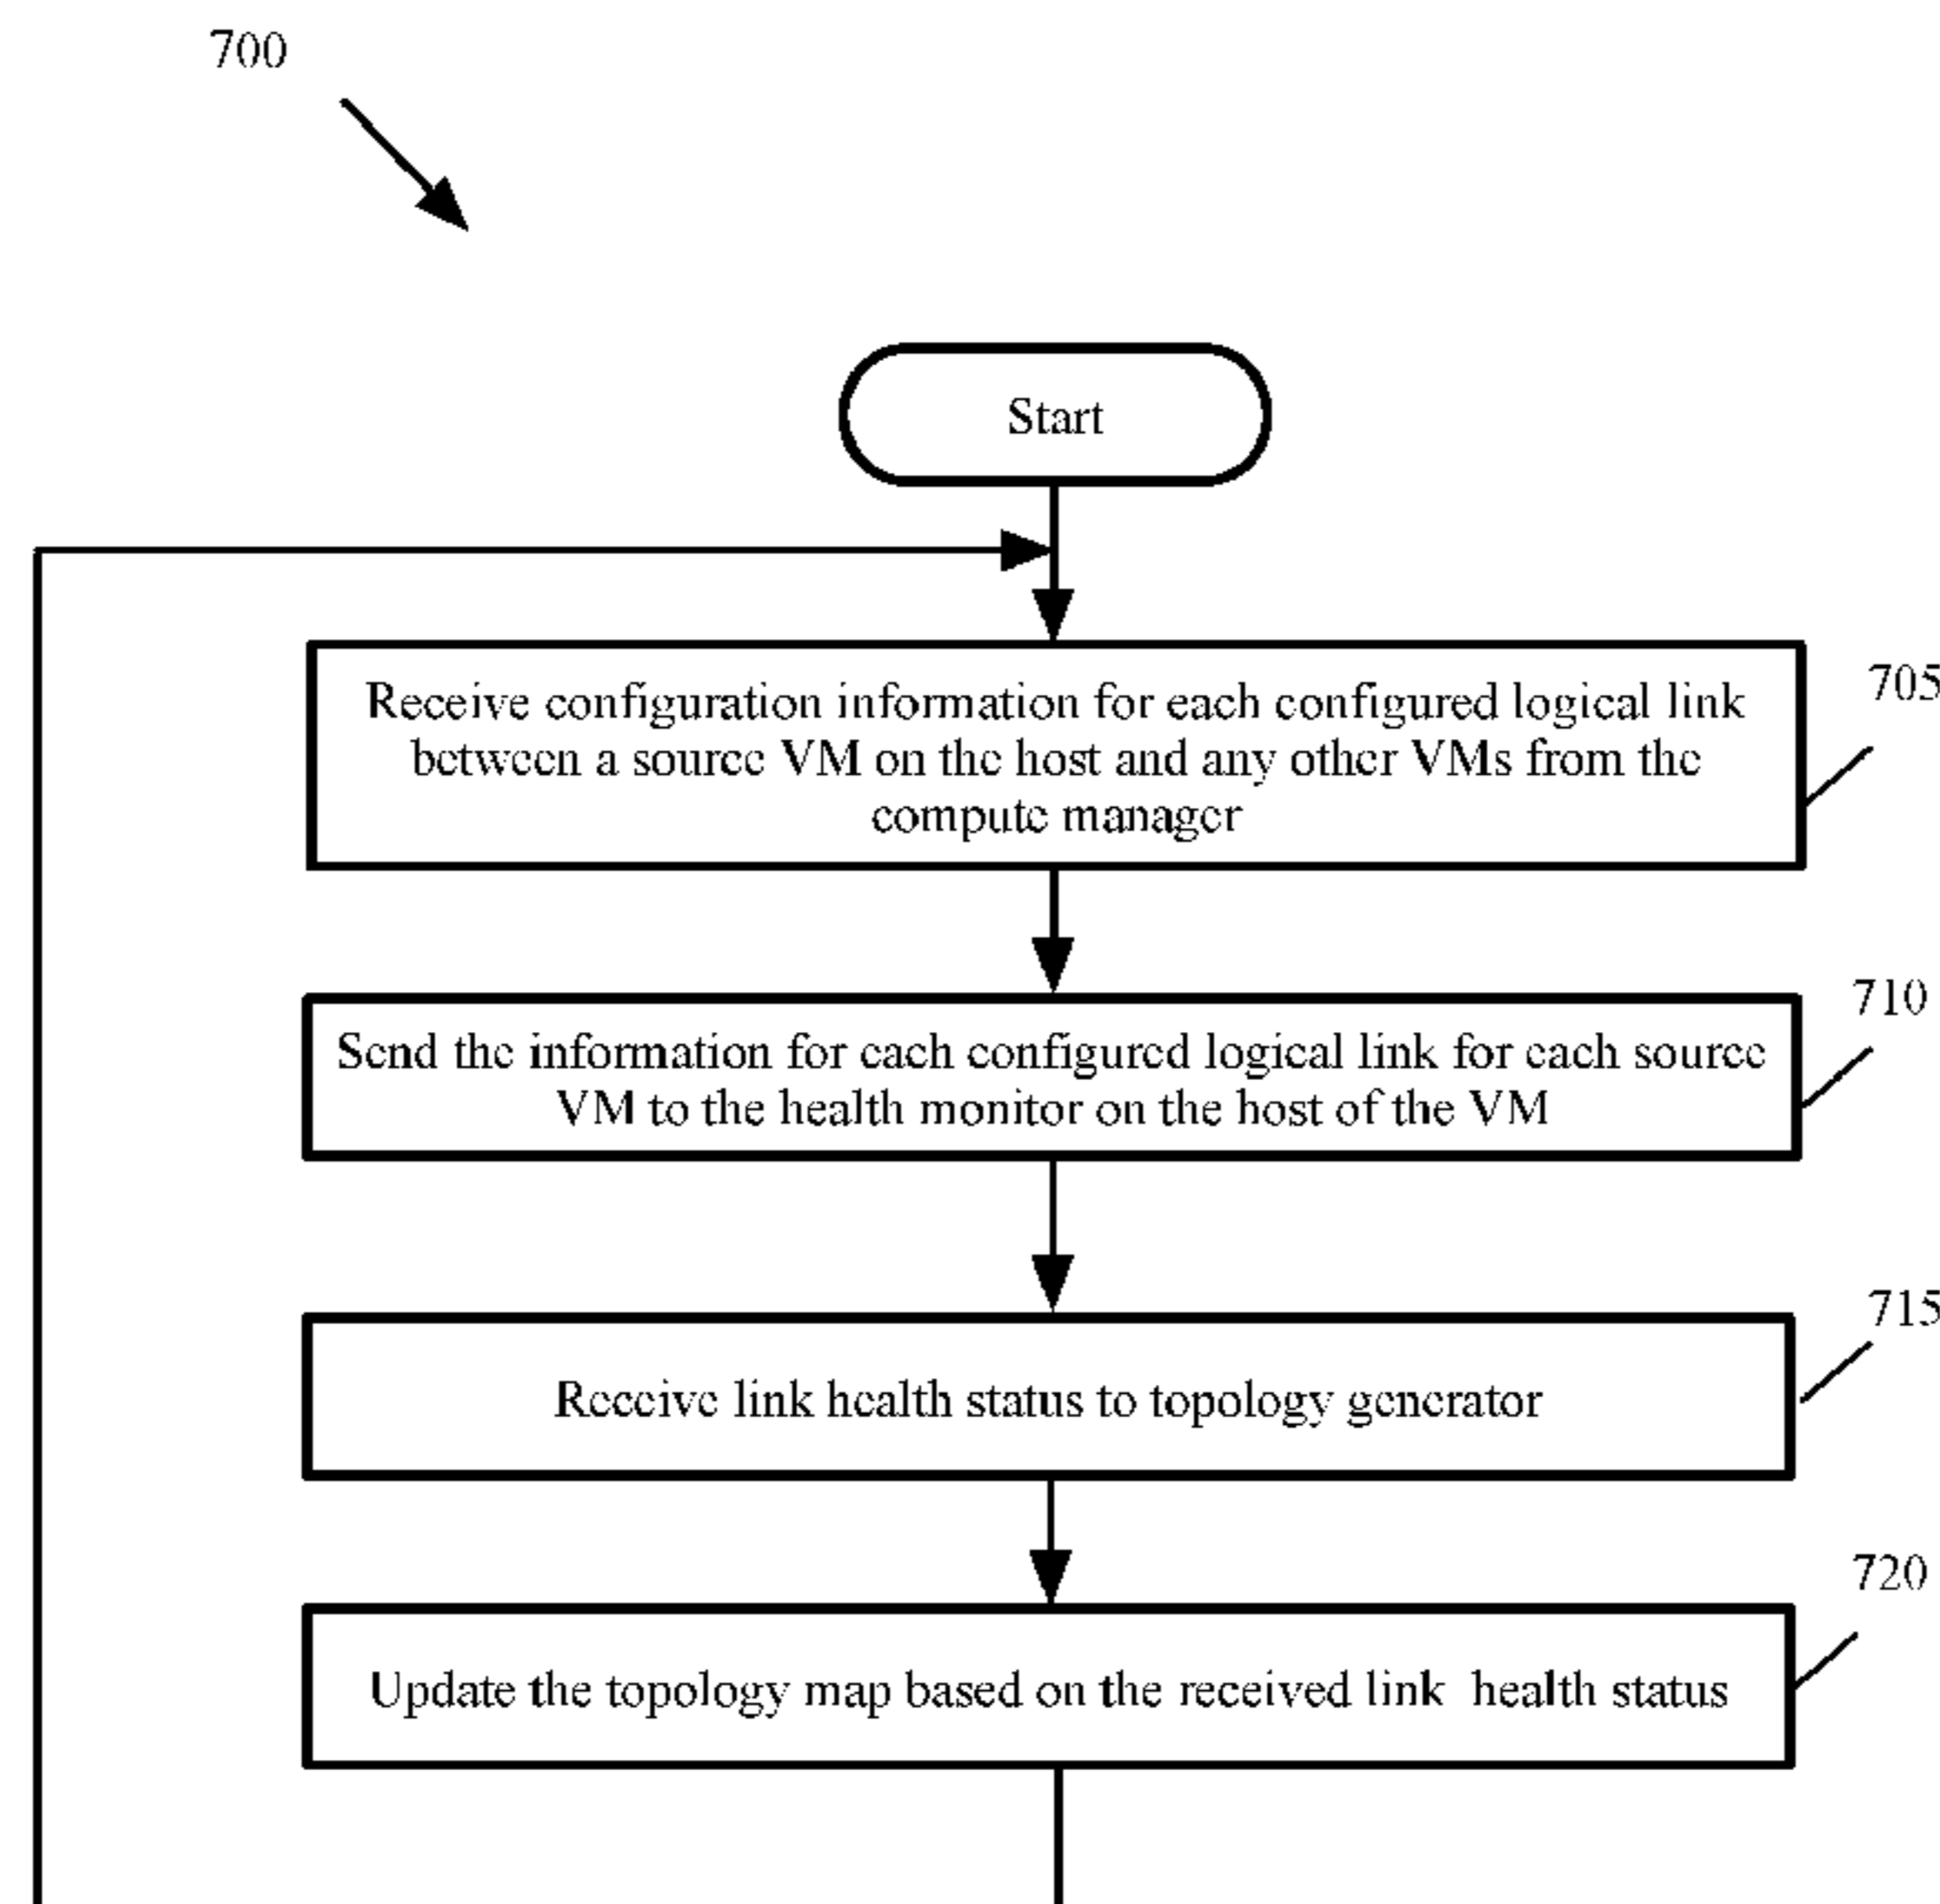 700
Start
Receive configuration information for each configured logical link
between a source VM on the host and any other VMs from the
compute manager
705
Send the information for each configured logical link for each source
VM to the health monitor on the host of the VM
710
Receive link health status to topology generator
715
Update the topology map based on the received link health status
720